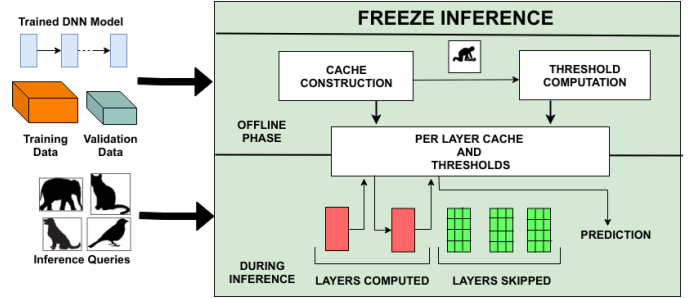 Trained DNN Model
Training
Data
Validation
Data
Inference Queries
FREEZE INFERENCE
CACHE
CONSTRUCTION
THRESHOLD
COMPUTATION
OFFLINE
PHASE
PER LAYER CACHE
AND
THRESHOLDS
PREDICTION
DURING
INFERENCE
LAYERS COMPUTED
LAYERS SKIPPED